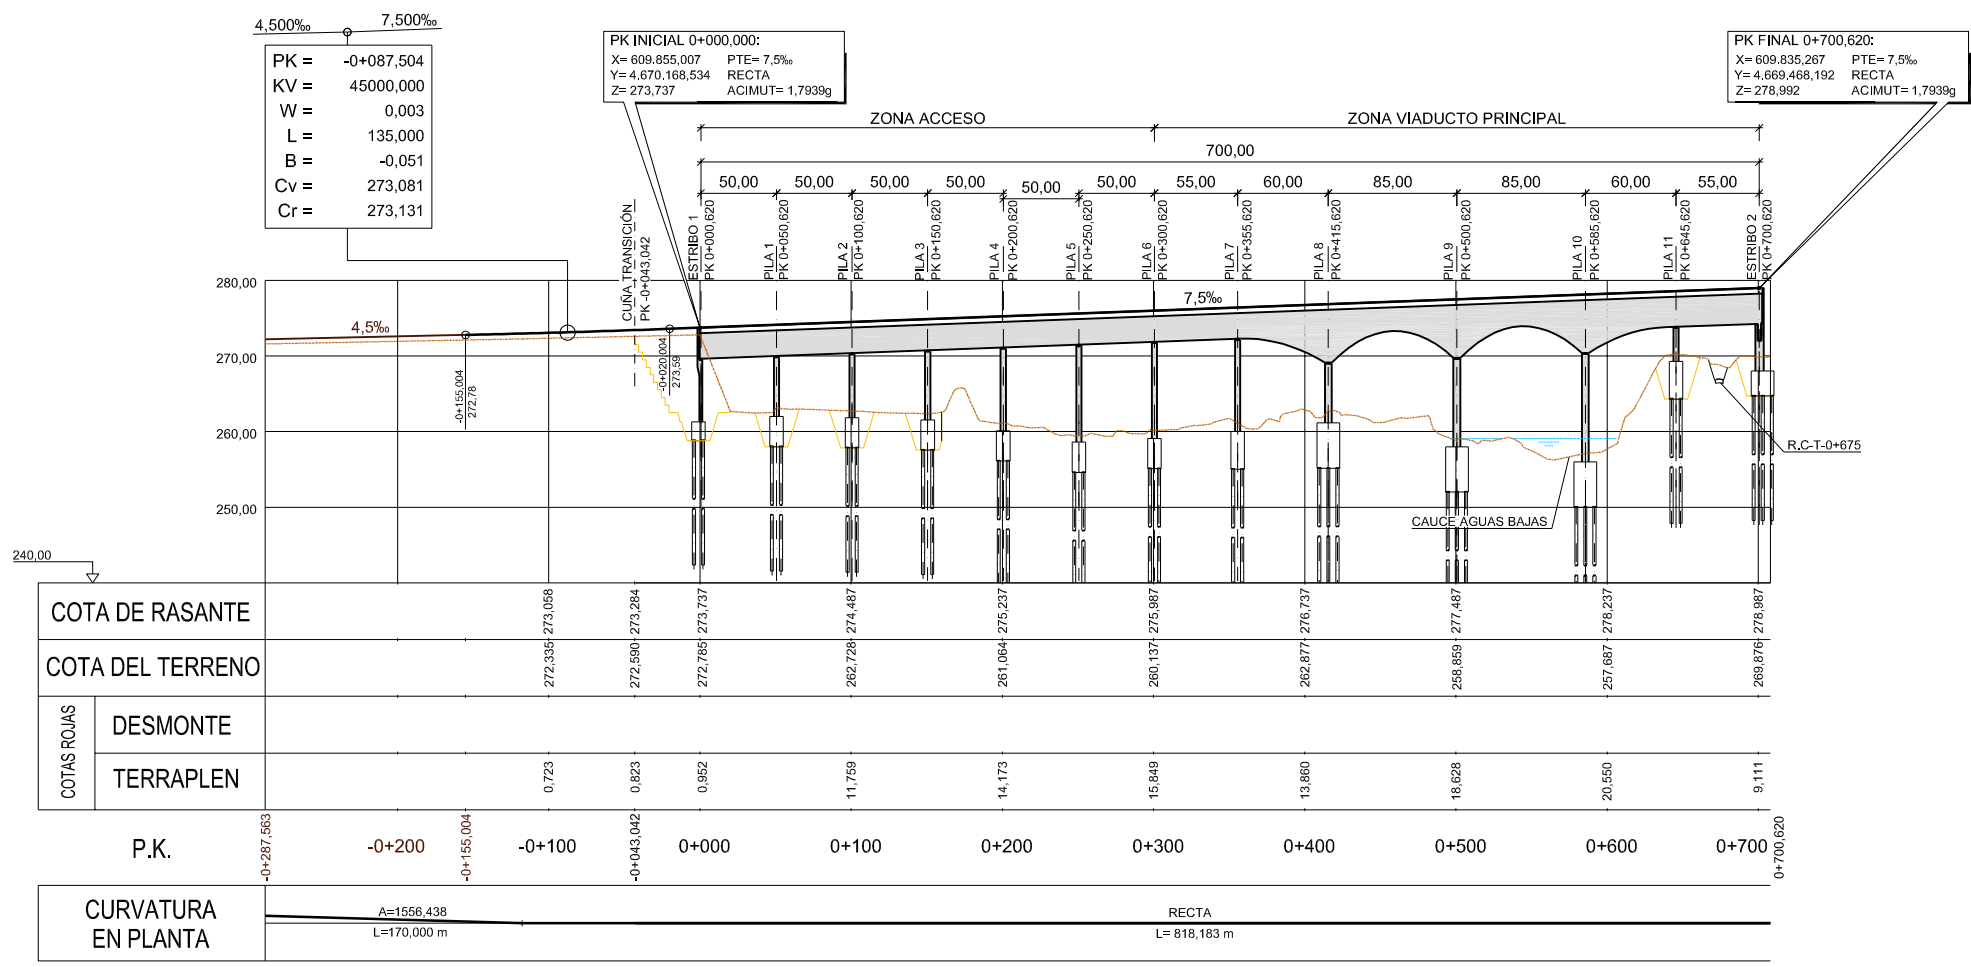 4,500‰ 7,500‰
PK = -0+087,504
KV = 45000,000
W = 0,003
L = 135,000
B = -0,051
Cv = 273,081
Cr = 273,131
PK INICIAL 0+000,000:
X= 609.855,007 PTE= 7,5‰
Y= 4.670.168,534 RECTA
Z= 273,737 ACIMUT= 1,7939g
PK FINAL 0+700,620:
X= 609.835,267 PTE= 7,5‰
Y= 4.669.468,192 RECTA
Z= 278,992 ACIMUT= 1,7939g
ZONA ACCESO ZONA VIADUCTO PRINCIPAL
700,00
50,00 50,00 50,00 50,00 50,00 50,00 55,00 60,00 85,00 85,00 60,00 55,00
CUÑA TRANSICIÓN
PK -0+043,042
ESTRIBO 1
PK 0+000,620
PILA 1
PK 0+050,620
PILA 2
PK 0+100,620
PILA 3
PK 0+150,620
PILA 4
PK 0+200,620
PILA 5
PK 0+250,620
PILA 6
PK 0+300,620
PILA 7
PK 0+355,620
PILA 8
PK 0+415,620
PILA 9
PK 0+500,620
PILA 10
PK 0+585,620
PILA 11
PK 0+645,620
ESTRIBO 2
PK 0+700,620
280,00
270,00
260,00
250,00
240,00
4,5‰
7,5‰
-0+155,004
272,78
-0+020,004
273,59
R.C-T-0+675
CAUCE AGUAS BAJAS
COTA DE RASANTE 273,058 273,284 273,737 274,487 275,237 275,987 276,737 277,487 278,237 278,987
COTA DEL TERRENO 272,335 272,590 272,785 262,728 261,064 260,137 262,877 258,859 257,687 269,876
COTAS ROJAS
DESMONTE
TERRAPLEN 0,723 0,823 0,952 11,759 14,173 15,849 13,860 18,628 20,550 9,111
P.K. -0+287,563 -0+200 -0+155,004 -0+100 -0+043,042 0+000 0+100 0+200 0+300 0+400 0+500 0+600 0+700 0+700,620
CURVATURA
EN PLANTA
A=1556,438
L=170,000 m
RECTA
L= 818,183 m